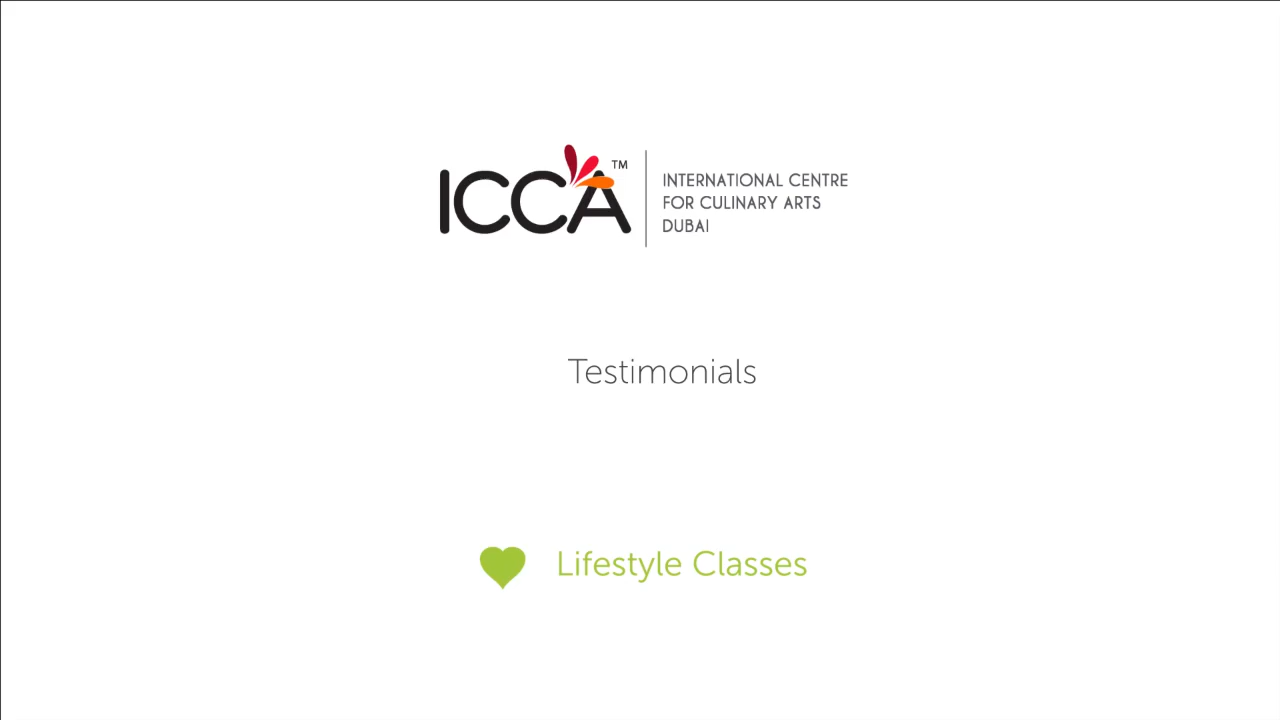 ICCA™
INTERNATIONAL CENTRE
FOR CULINARY ARTS
DUBAI
Testimonials
Lifestyle Classes